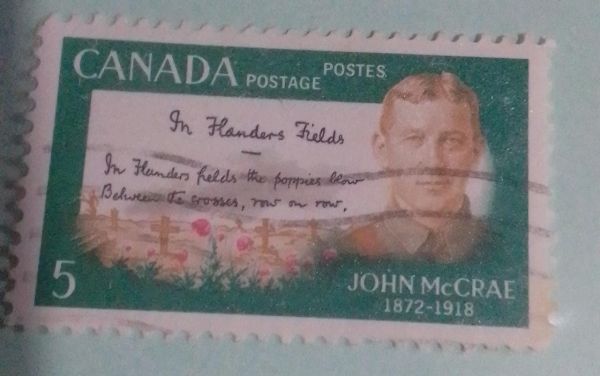 CANADA POSTAGE POSTES
In Flanders Fields
In Flanders fields the poppies blow
Between the crosses, row on row,
5
JOHN McCRAE
1872-1918